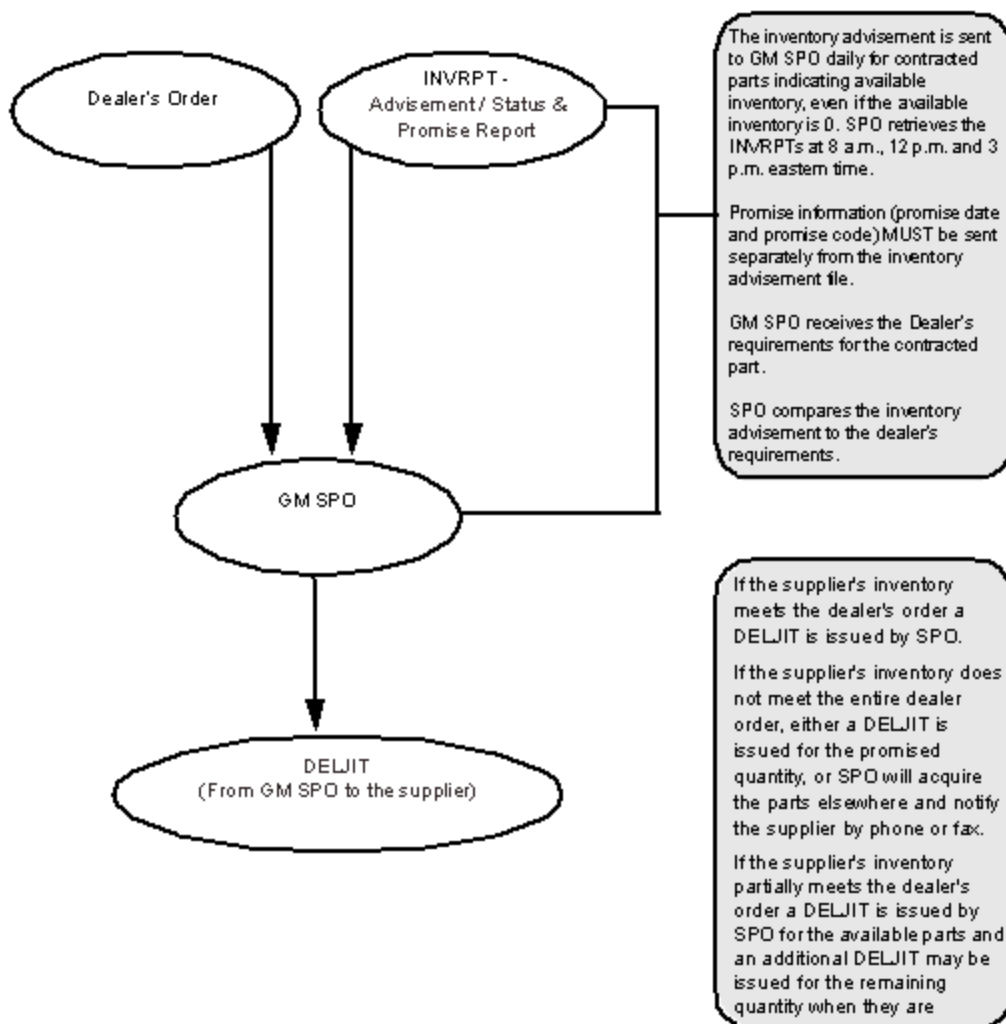 Dealer's Order
INVRPT -
Advisement / Status &
Promise Report
The inventory advisement is sent
to GM SPO daily for contracted
parts indicating available
inventory, even if the available
inventory is 0. SPO retrieves the
INVRPTs at 8 a.m., 12 p.m. and 3
p.m. eastern time.
Promise information (promise date
and promise code) MUST be sent
separately from the inventory
advisement file.
GM SPO receives the Dealer's
requirements for the contracted
part.
SPO compares the inventory
advisement to the dealer's
requirements.
GM SPO
DELJIT
(From GM SPO to the supplier)
If the supplier's inventory
meets the dealer's order a
DELJIT is issued by SPO.
If the supplier's inventory does
not meet the entire dealer
order, either a DELJIT is
issued for the promised
quantity, or SPO will acquire
the parts elsewhere and notify
the supplier by phone or fax.
If the supplier's inventory
partially meets the dealer's
order a DELJIT is issued by
SPO for the available parts and
an additional DELJIT may be
issued for the remaining
quantity when they are